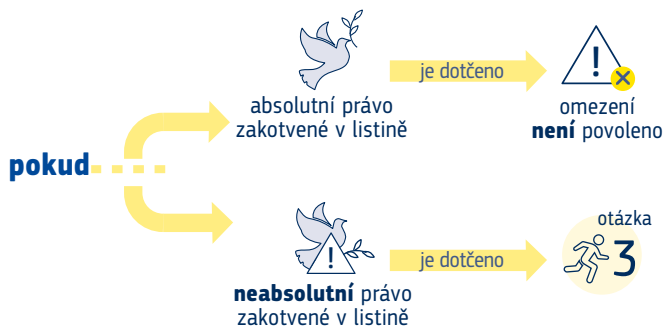 pokud
absolutní právo
zakotvené v listině
je dotčeno
!
omezení
není povoleno
!
neabsolutní právo
zakotvené v listině
je dotčeno
otázka
3